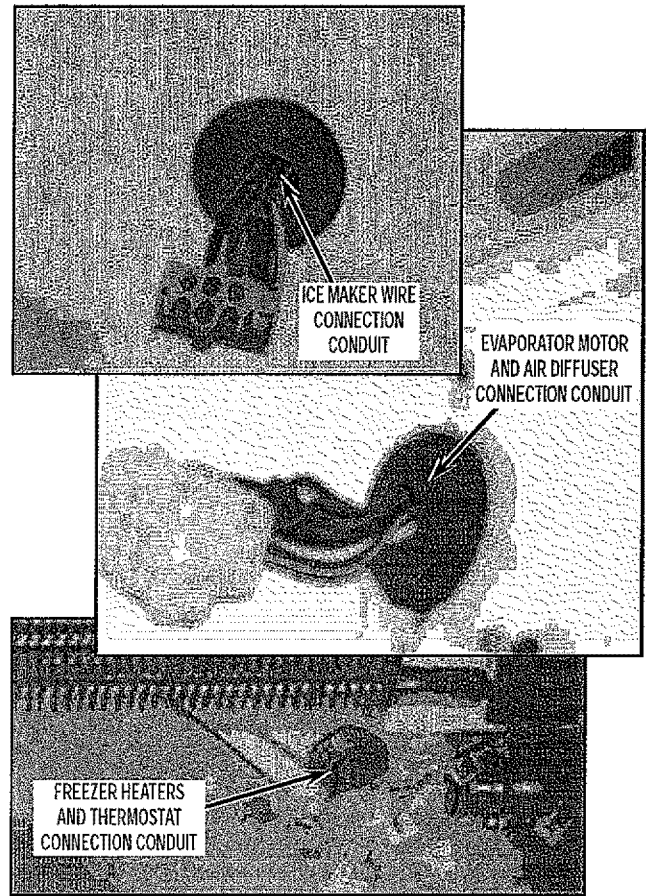 ICE MAKER WIRE
CONNECTION
CONDUIT
EVAPORATOR MOTOR
AND AIR DIFFUSER
CONNECTION CONDUIT
FREEZER HEATERS
AND THERMOSTAT
CONNECTION CONDUIT